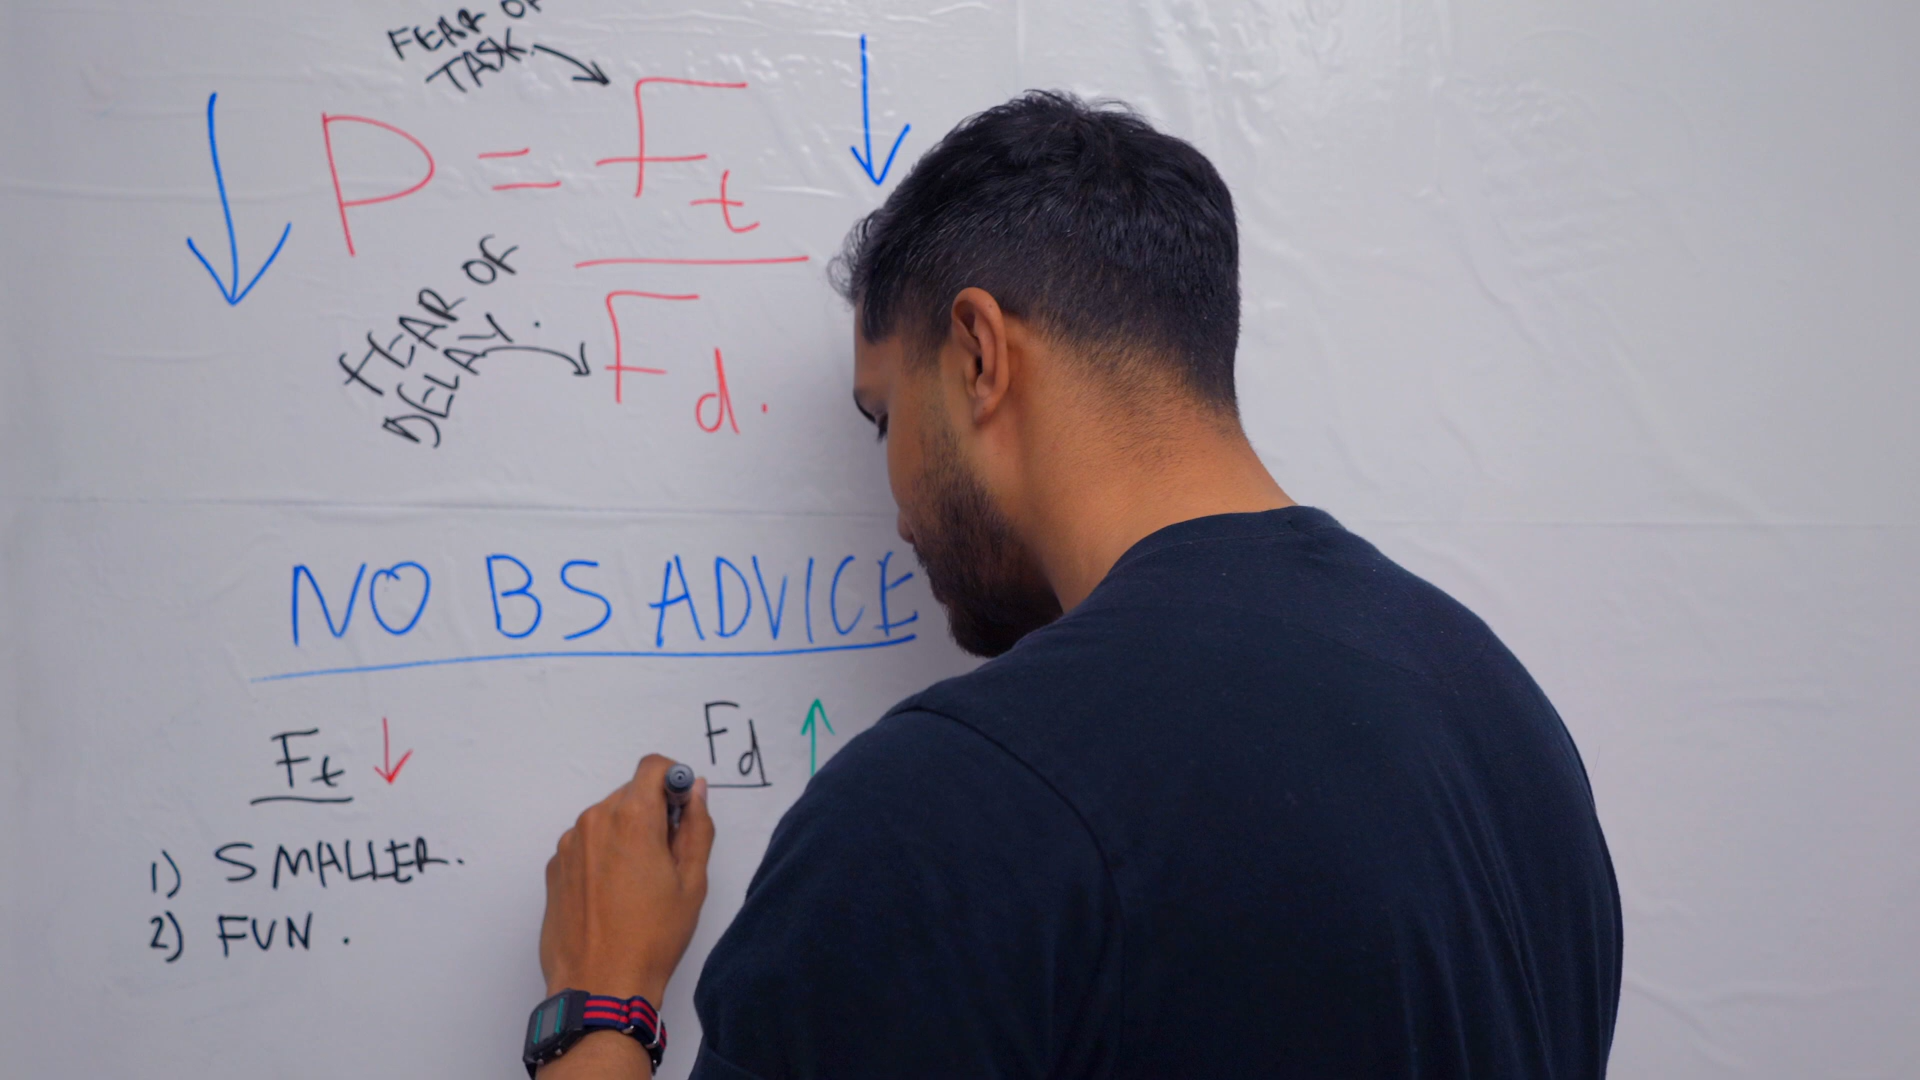 FEAR OF
TASK.
P = Ft
FEAR OF
DELAY.
Fd.
NO BS ADVICE
Ft
Fd
1) SMALLER.
2) FUN.